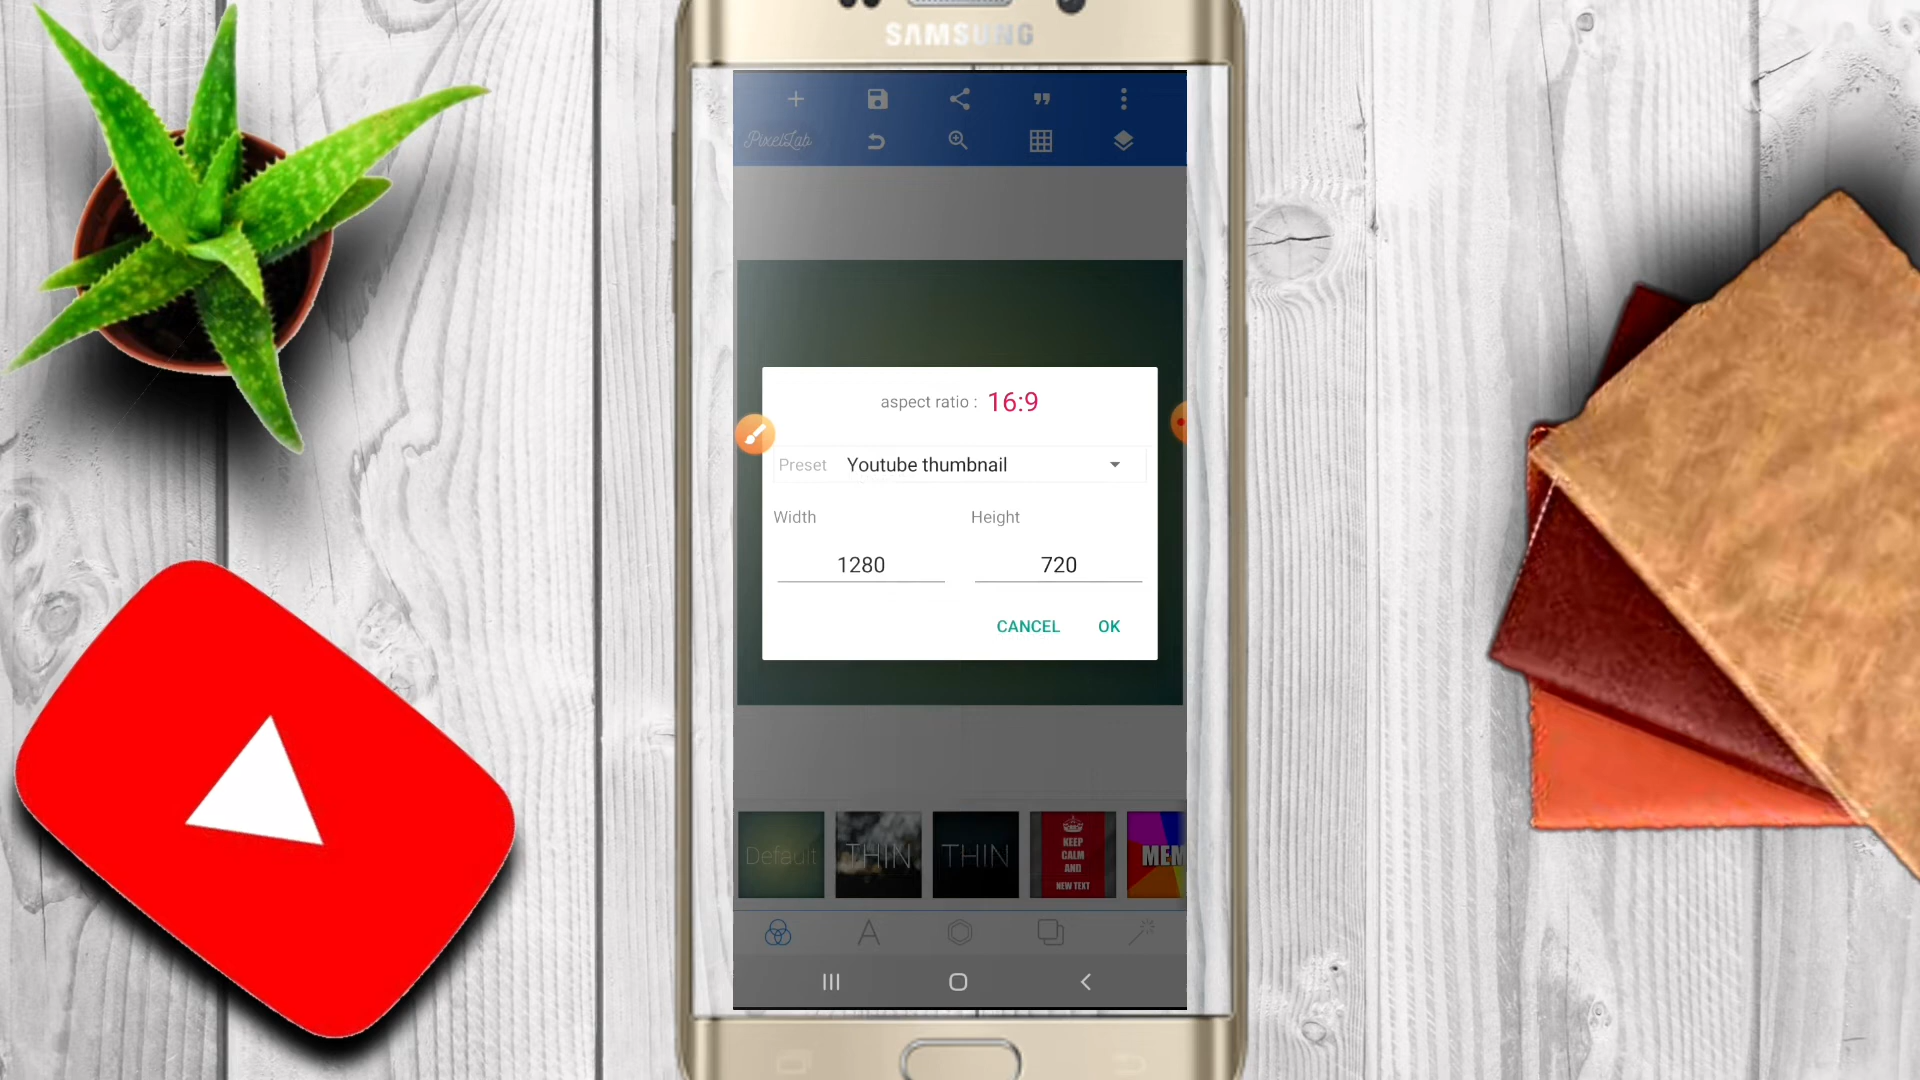 SAMSUNG
PixelLab
aspect ratio : 16:9
Preset Youtube thumbnail
Width Height
1280 720
CANCEL OK
Default THIN THIN KEEP CALM AND NEW TEXT MEM